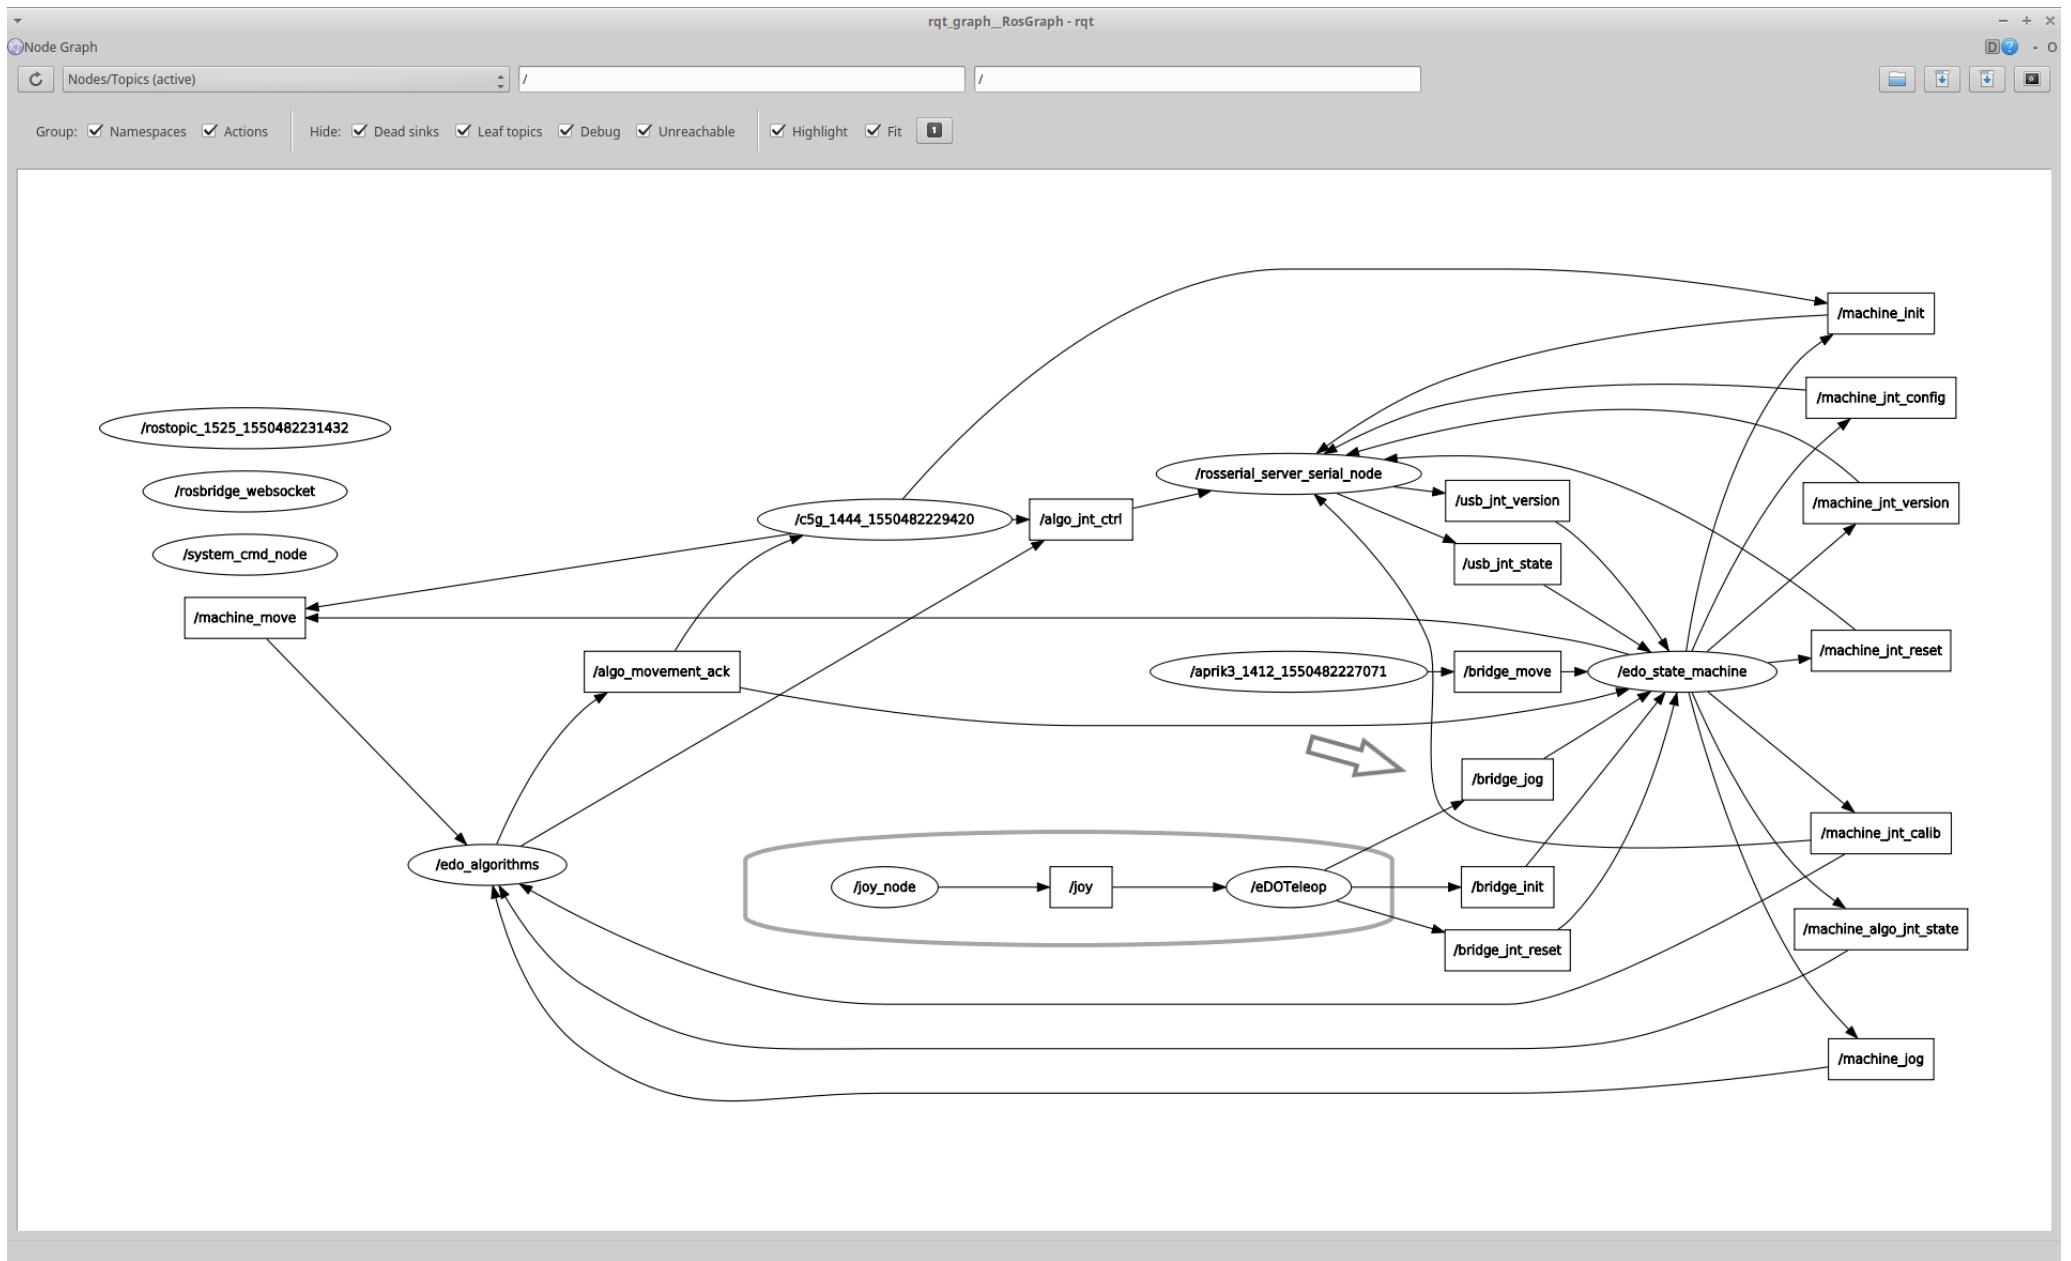 rqt_graph__RosGraph - rqt
Node Graph
D ? - O
Nodes/Topics (active)
/
/
Group: Namespaces Actions Hide: Dead sinks Leaf topics Debug Unreachable Highlight Fit 1
/machine_init
/machine_jnt_config
/rostopic_1525_1550482231432
/rosserial_server_serial_node
/rosbridge_websocket
/usb_jnt_version
/machine_jnt_version
/c5g_1444_1550482229420
/algo_jnt_ctrl
/system_cmd_node
/usb_jnt_state
/machine_move
/machine_jnt_reset
/algo_movement_ack
/aprik3_1412_1550482227071
/bridge_move
/edo_state_machine
/bridge_jog
/machine_jnt_calib
/edo_algorithms
/joy_node
/joy
/eDOTeleop
/bridge_init
/machine_algo_jnt_state
/bridge_jnt_reset
/machine_jog